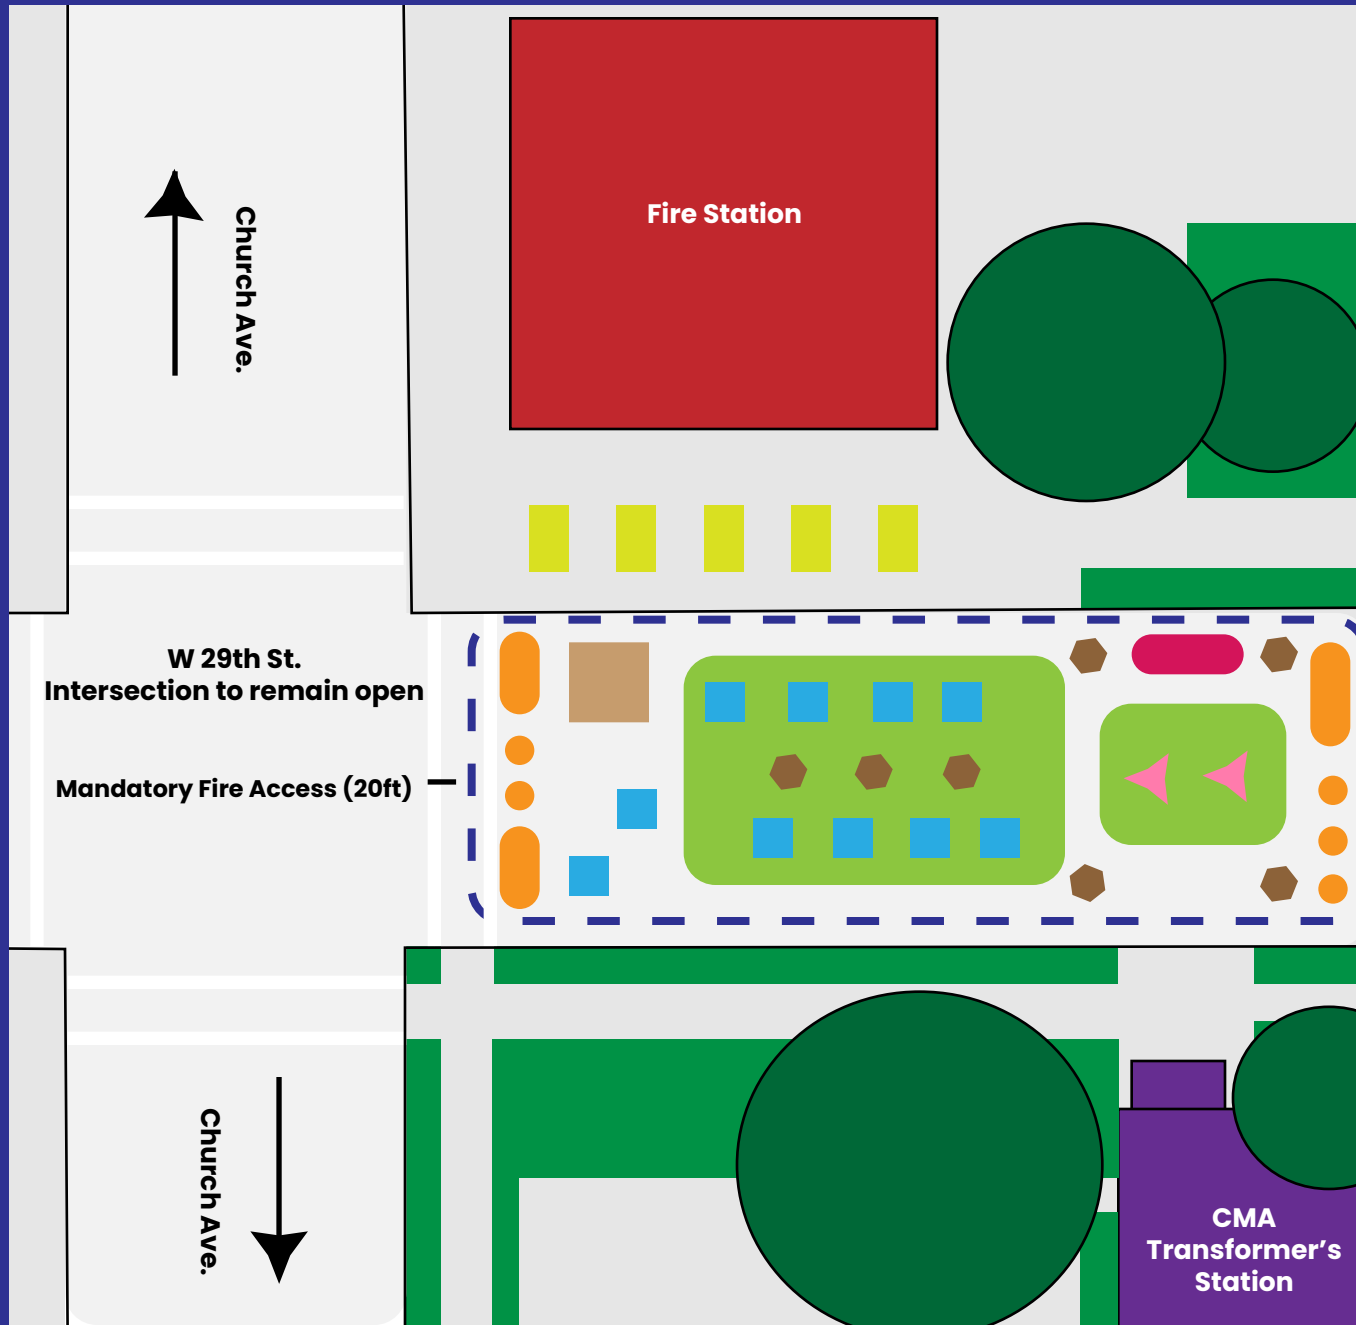 Fire Station
Church Ave.
W 29th St.
Intersection to remain open
Mandatory Fire Access (20ft)
Church Ave.
CMA
Transformer’s
Station